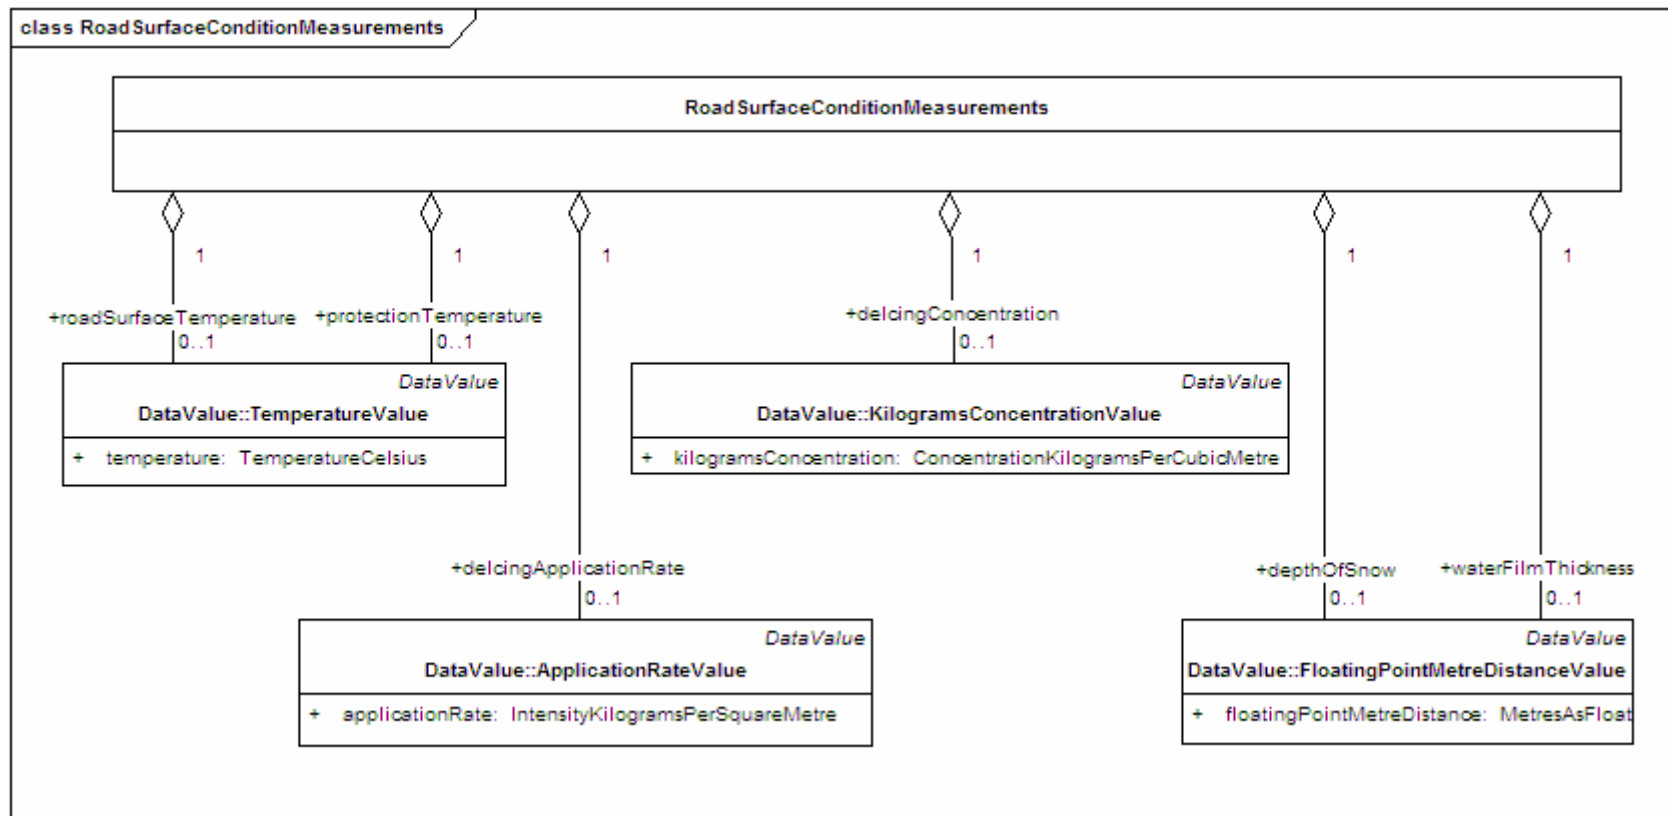 class RoadSurfaceConditionMeasurements
RoadSurfaceConditionMeasurements
1 1 1 1 1 1
+roadSurfaceTemperature +protectionTemperature +deIcingConcentration
0..1 0..1 0..1
DataValue
DataValue::TemperatureValue
+ temperature: TemperatureCelsius
DataValue
DataValue::KilogramsConcentrationValue
+ kilogramsConcentration: ConcentrationKilogramsPerCubicMetre
+deIcingApplicationRate +depthOfSnow +waterFilmThickness
0..1 0..1 0..1
DataValue
DataValue::ApplicationRateValue
+ applicationRate: IntensityKilogramsPerSquareMetre
DataValue
DataValue::FloatingPointMetreDistanceValue
+ floatingPointMetreDistance: MetresAsFloat